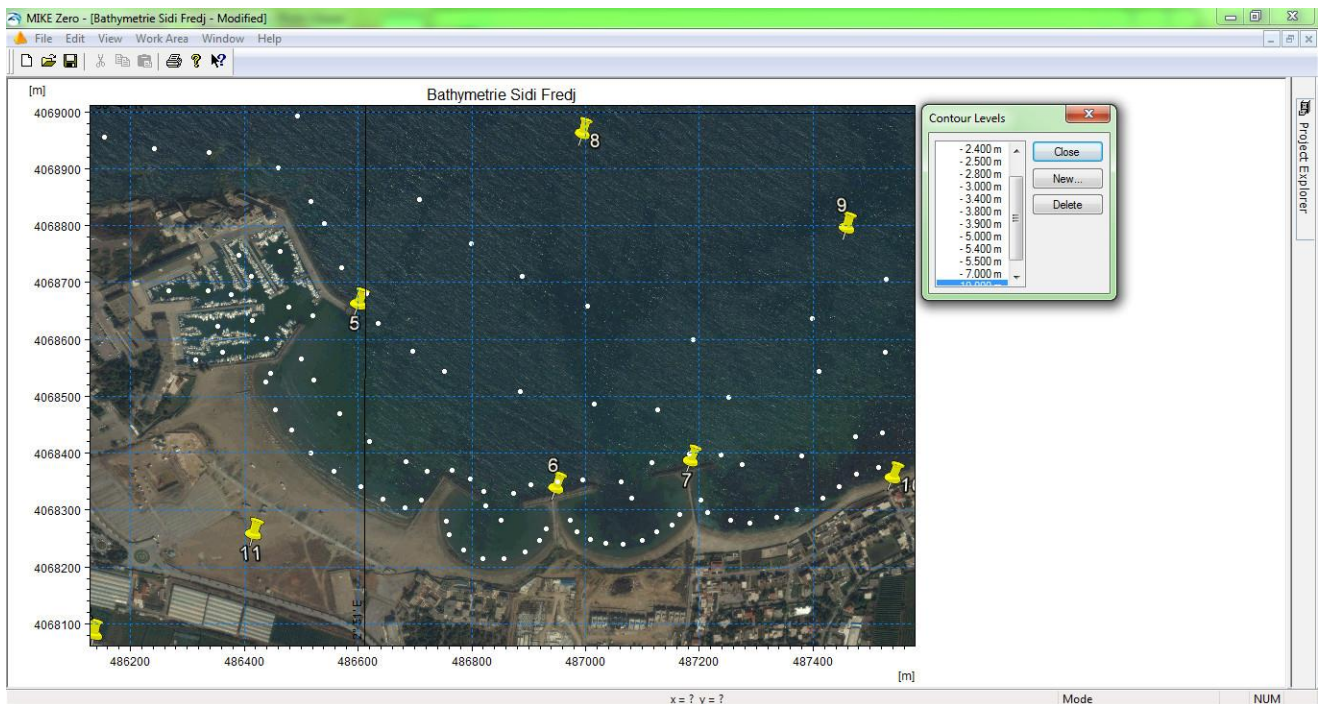 MIKE Zero - [Bathymetrie Sidi Fredj - Modified]
File Edit View Work Area Window Help
Project Explorer
[m]
Bathymetrie Sidi Fredj
4069000
4068900
4068800
4068700
4068600
4068500
4068400
4068300
4068200
4068100
8
9
5
6
7
10
11
486200 486400 486600 486800 487000 487200 487400
[m]
Contour Levels
- 2.400 m
- 2.500 m
- 2.800 m
- 3.000 m
- 3.400 m
- 3.800 m
- 3.900 m
- 5.000 m
- 5.400 m
- 5.500 m
- 7.000 m
- 10.000 m
Close
New...
Delete
x = ? y = ?
Mode
NUM